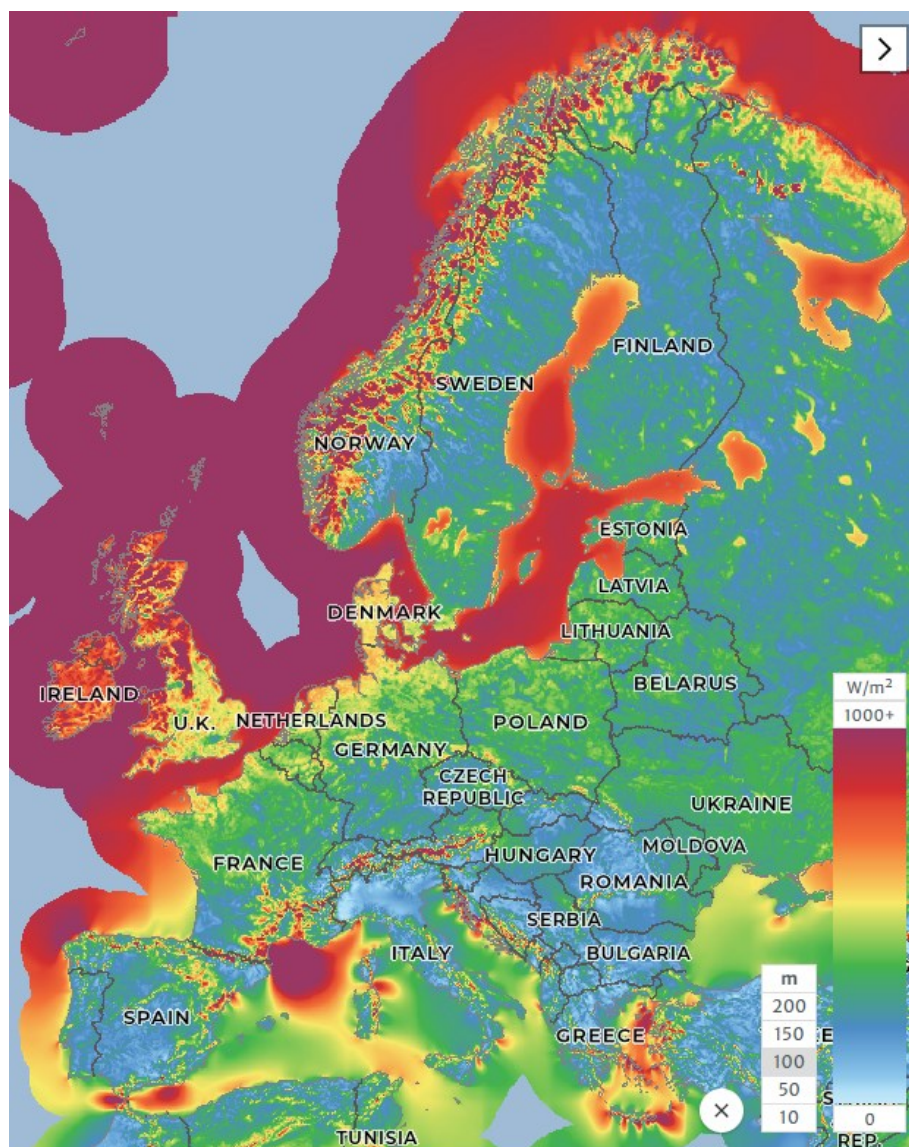 FINLAND
SWEDEN
NORWAY
ESTONIA
LATVIA
DENMARK
LITHUANIA
IRELAND
BELARUS
U.K.
NETHERLANDS
POLAND
GERMANY
CZECH
REPUBLIC
UKRAINE
FRANCE
HUNGARY
MOLDOVA
ROMANIA
SERBIA
ITALY
BULGARIA
SPAIN
GREECE
TUNISIA
REP.
W/m²
1000+
0
m
200
150
100
50
10